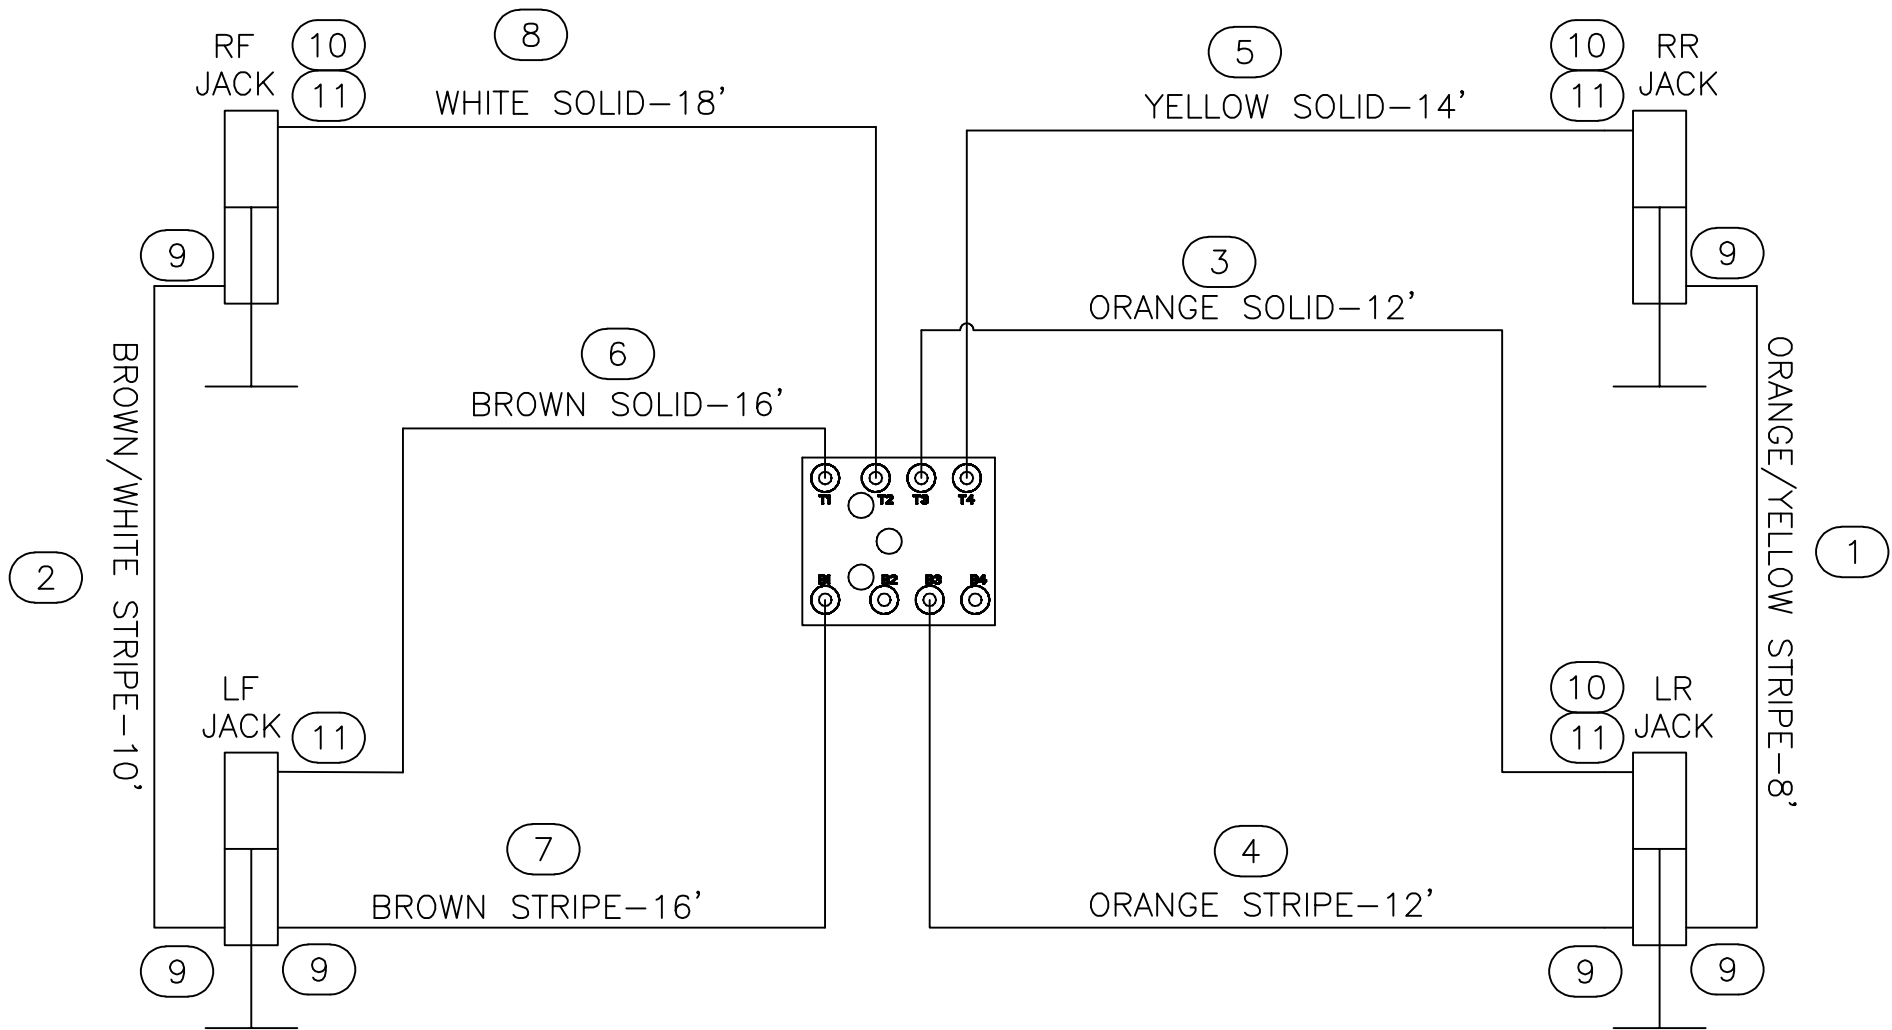 8
RF
JACK
10
11
WHITE SOLID-18'
5
YELLOW SOLID-14'
10
11
RR
JACK
9
9
3
ORANGE SOLID-12'
6
BROWN SOLID-16'
BROWN/WHITE STRIPE-10'
ORANGE/YELLOW STRIPE-8'
T1
T2
T3
T4
2
1
B1
B2
B3
B4
LF
JACK
11
10
11
LR
JACK
7
BROWN STRIPE-16'
4
ORANGE STRIPE-12'
9
9
9
9